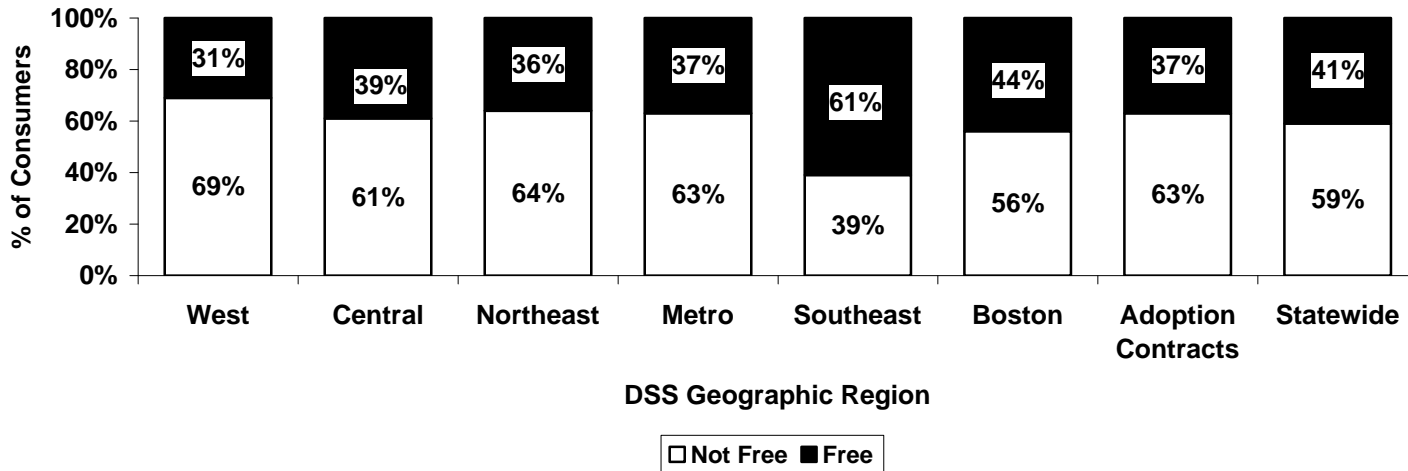 100%
80%
60%
40%
20%
0%
% of Consumers
31% 39% 36% 37% 61% 44% 37% 41%
69% 61% 64% 63% 39% 56% 63% 59%
West Central Northeast Metro Southeast Boston Adoption Statewide
Contracts
DSS Geographic Region
Not Free Free